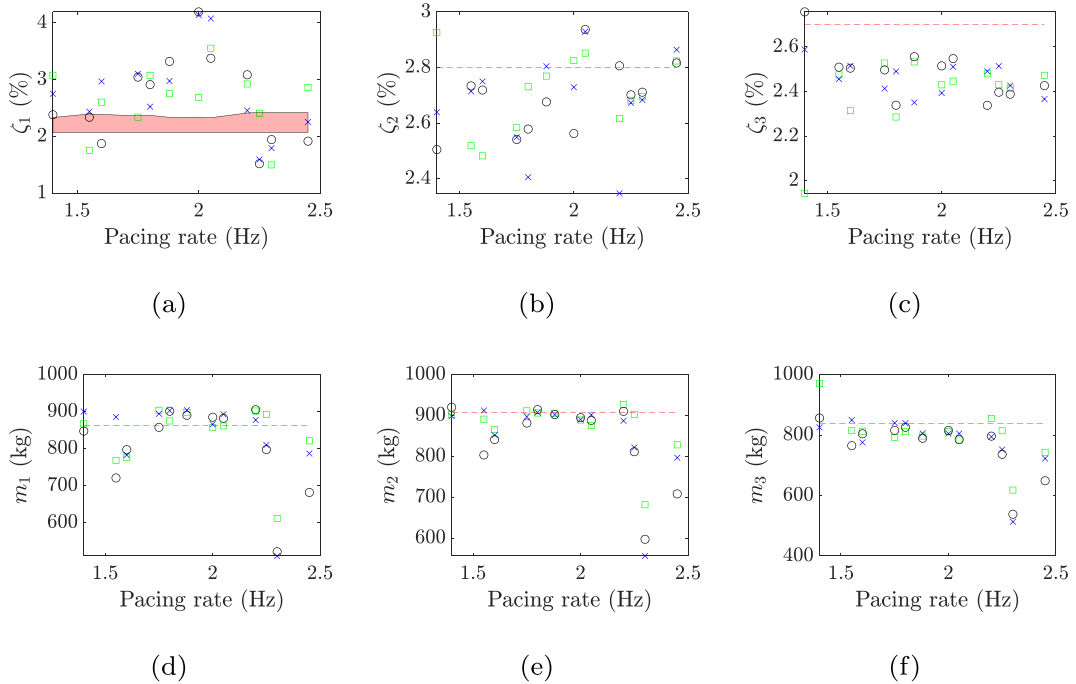 4
3
2
1
ζ₁ (%)
1.5 2 2.5
Pacing rate (Hz)
(a)
3
2.8
2.6
2.4
ζ₂ (%)
1.5 2 2.5
Pacing rate (Hz)
(b)
2.6
2.4
2.2
2
ζ₃ (%)
1.5 2 2.5
Pacing rate (Hz)
(c)
1000
900
800
700
600
m₁ (kg)
1.5 2 2.5
Pacing rate (Hz)
(d)
1000
900
800
700
600
m₂ (kg)
1.5 2 2.5
Pacing rate (Hz)
(e)
1000
800
600
400
m₃ (kg)
1.5 2 2.5
Pacing rate (Hz)
(f)